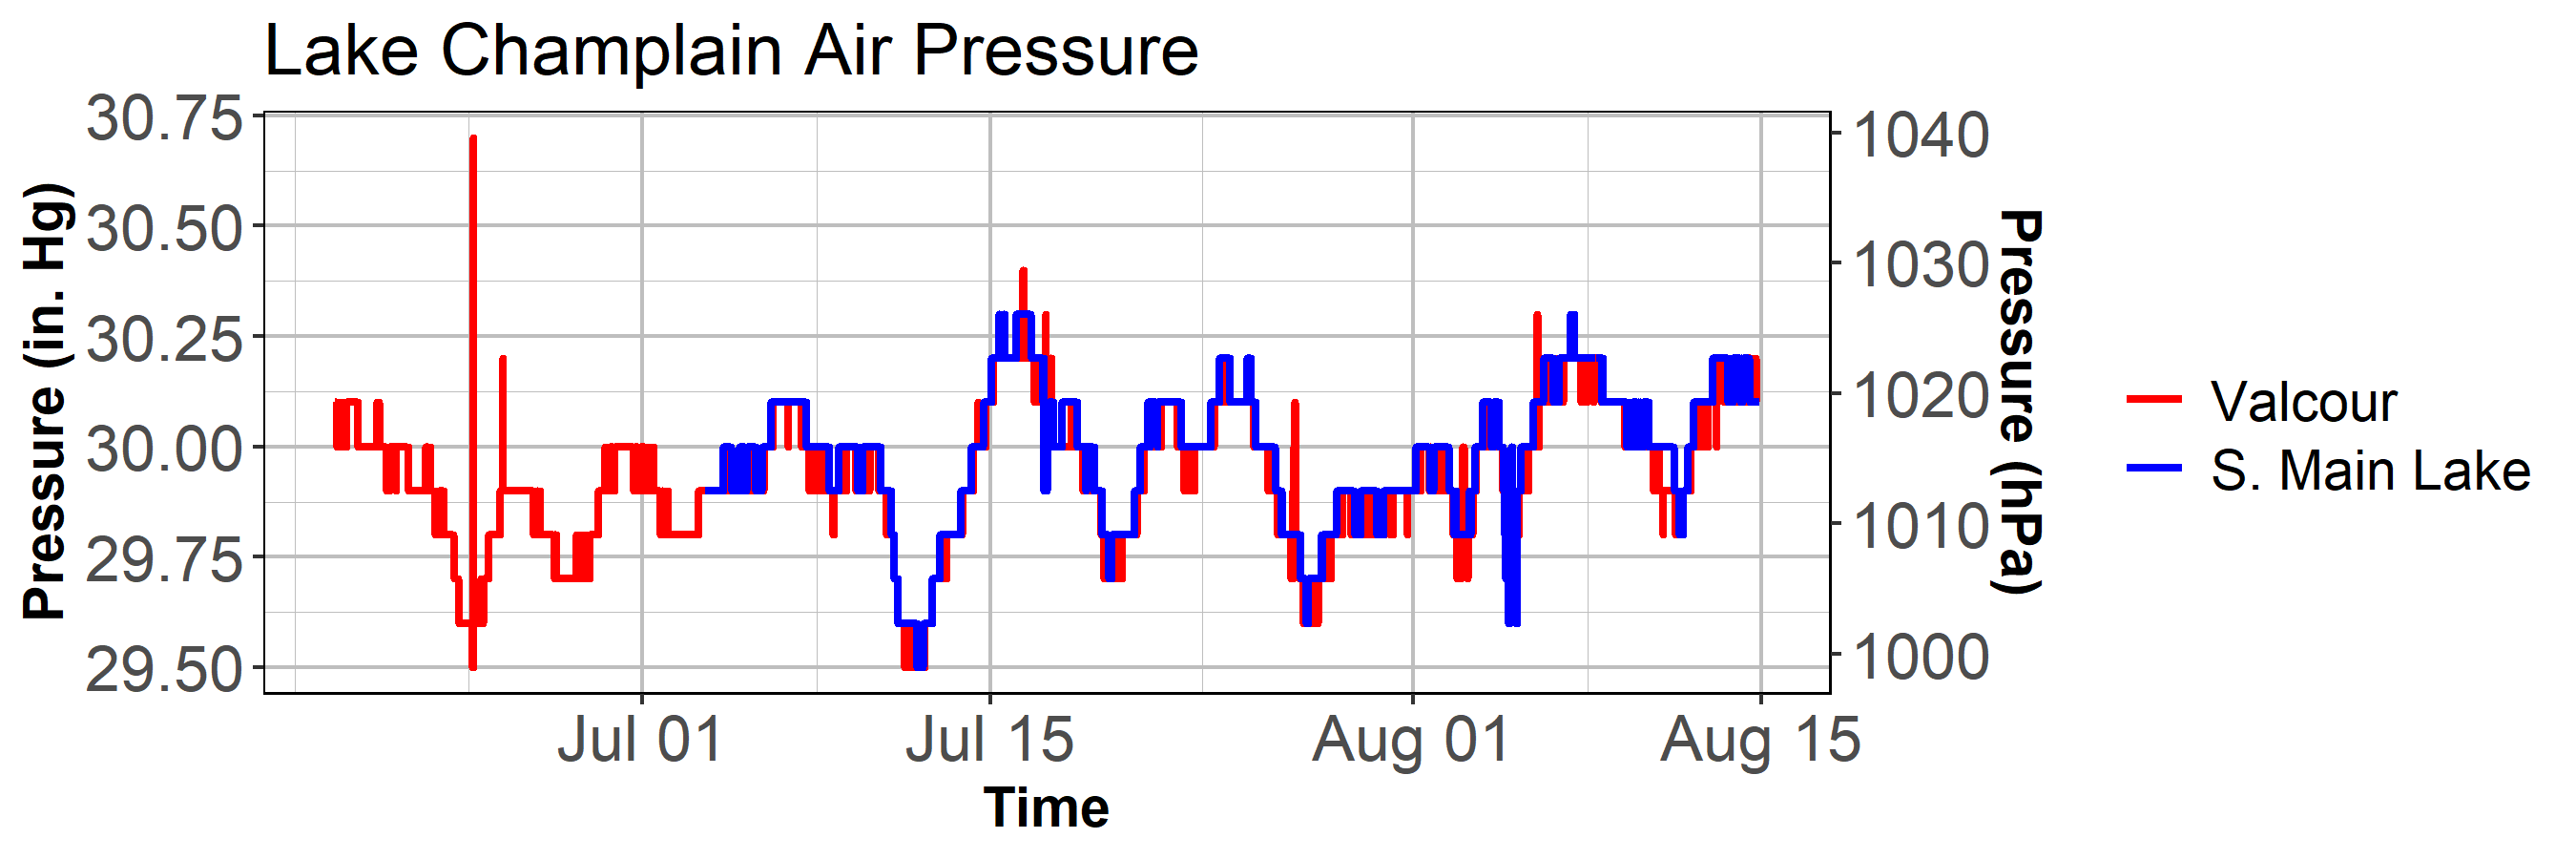 Lake Champlain Air Pressure
Pressure (in. Hg)
30.75
30.50
30.25
30.00
29.75
29.50
1040
1030
1020
1010
1000
Pressure (hPa)
Jul 01
Jul 15
Aug 01
Aug 15
Time
Valcour
S. Main Lake